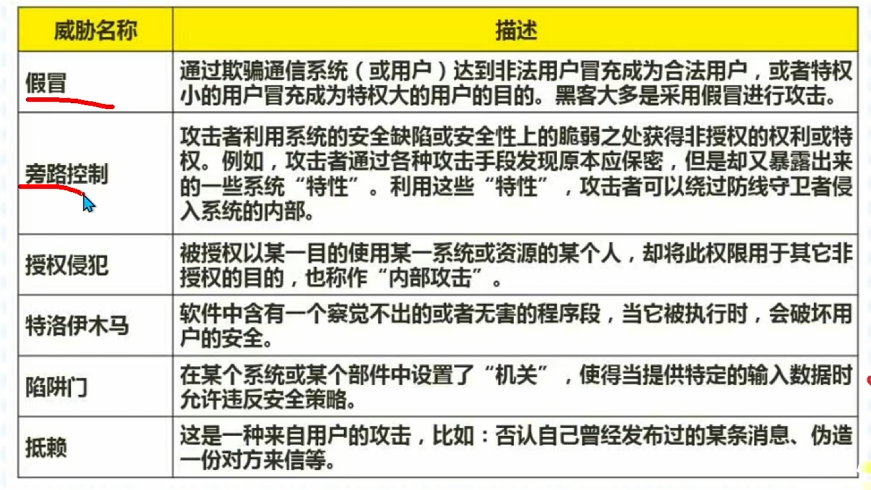 威胁名称
描述
假冒
通过欺骗通信系统（或用户）达到非法用户冒充成为合法用户，或者特权
小的用户冒充成为特权大的用户的目的。黑客大多是采用假冒进行攻击。
旁路控制
攻击者利用系统的安全缺陷或安全性上的脆弱之处获得非授权的权利或特
权。例如，攻击者通过各种攻击手段发现原本应保密，但是却又暴露出来
的一些系统“特性”。利用这些“特性”，攻击者可以绕过防线守卫者侵
入系统的内部。
授权侵犯
被授权以某一目的使用某一系统或资源的某个人，却将此权限用于其它非
授权的目的，也称作“内部攻击”。
特洛伊木马
软件中含有一个察觉不出的或者无害的程序段，当它被执行时，会破坏用
户的安全。
陷阱门
在某个系统或某个部件中设置了“机关”，使得当提供特定的输入数据时
允许违反安全策略。
抵赖
这是一种来自用户的攻击，比如：否认自己曾经发布过的某条消息、伪造
一份对方来信等。